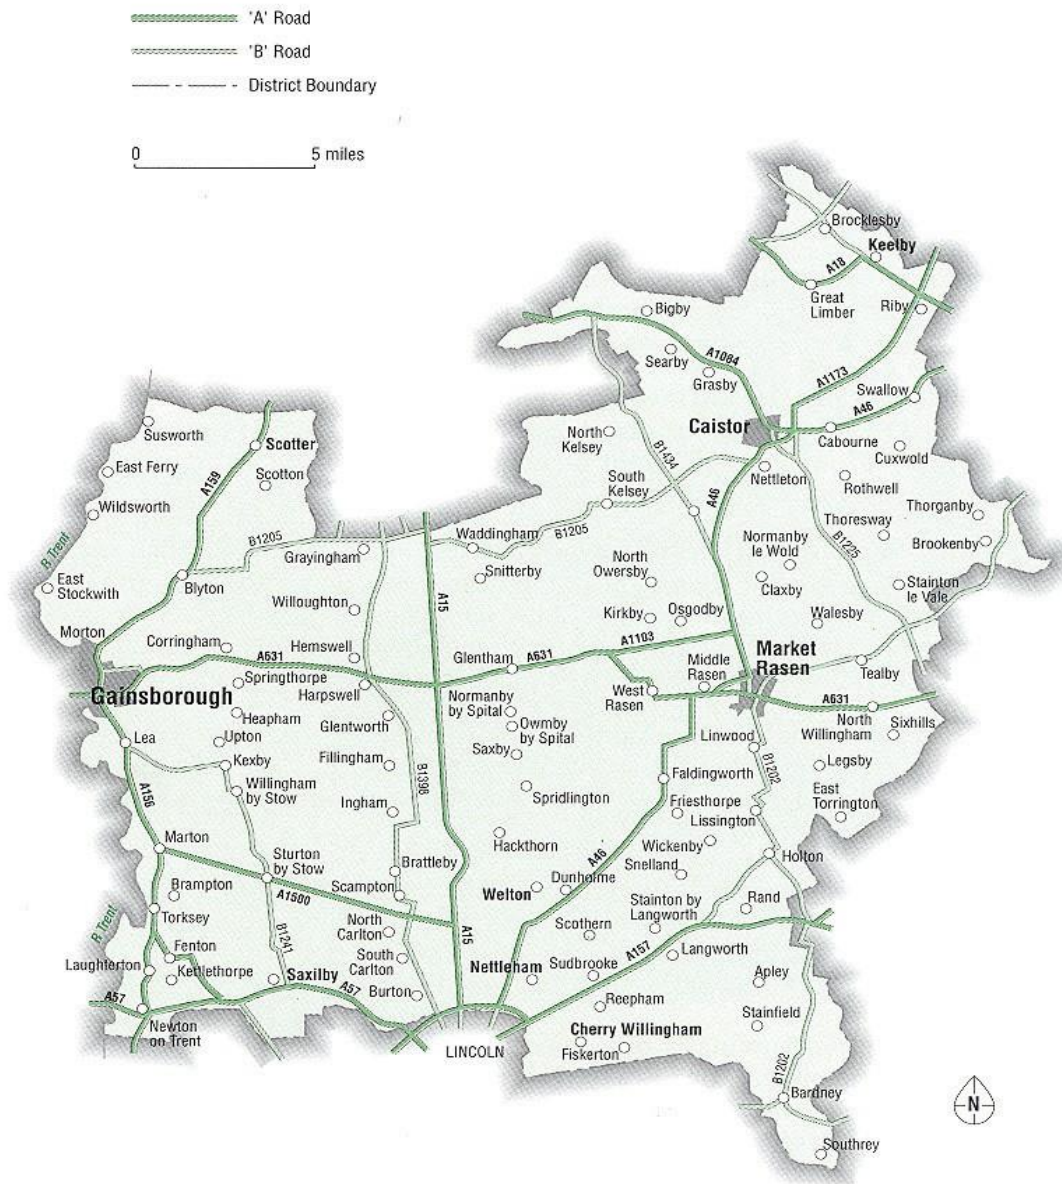 'A' Road
'B' Road
District Boundary
0 5 miles
Brocklesby
Keelby
A18
Great
Limber
Riby
Bigby
Searby
A1084
Grasby
A1173
Swallow
A46
Caistor
Cabourne
Cuxwold
Susworth
Scotter
North
Kelsey
B1434
East Ferry
Scotton
A159
South
Kelsey
A46
Nettleton
Rothwell
Thorganby
Wildsworth
Thoresway
Brookenby
R Trent
B1205
Grayingham
Waddingham
B1205
Normanby
le Wold
B1225
East
Stockwith
Blyton
Snitterby
North
Owersby
Claxby
Stainton
le Vale
Willoughton
A15
Kirkby
Osgodby
Walesby
Morton
Corringham
Hemswell
A631
Glentham
A631
A1103
Market
Rasen
Middle
Rasen
Tealby
Gainsborough
Springthorpe
Harpswell
Normanby
by Spital
West
Rasen
A631
North
Willingham
Sixhills
Heapham
Glentworth
Owmby
by Spital
Lea
Upton
Saxby
Linwood
Kexby
Fillingham
B1398
B1202
Legsby
Willingham
by Stow
Faldingworth
A156
Ingham
Spridlington
Friesthorpe
Lissington
East
Torrington
Marton
Sturton
by Stow
Brattleby
Hackthorn
A46
Wickenby
Snelland
Holton
Brampton
A1500
Scampton
Welton
Dunholme
Stainton by
Langworth
Rand
Torksey
R Trent
North
Carlton
A15
Scothern
A157
Fenton
B1241
South
Carlton
Nettleham
Sudbrooke
Langworth
Laughterton
Kettlethorpe
Saxilby
A57
Burton
Apley
A57
Reepham
Newton
on Trent
Stainfield
LINCOLN
Cherry Willingham
Fiskerton
B1202
Bardney
N
Southrey